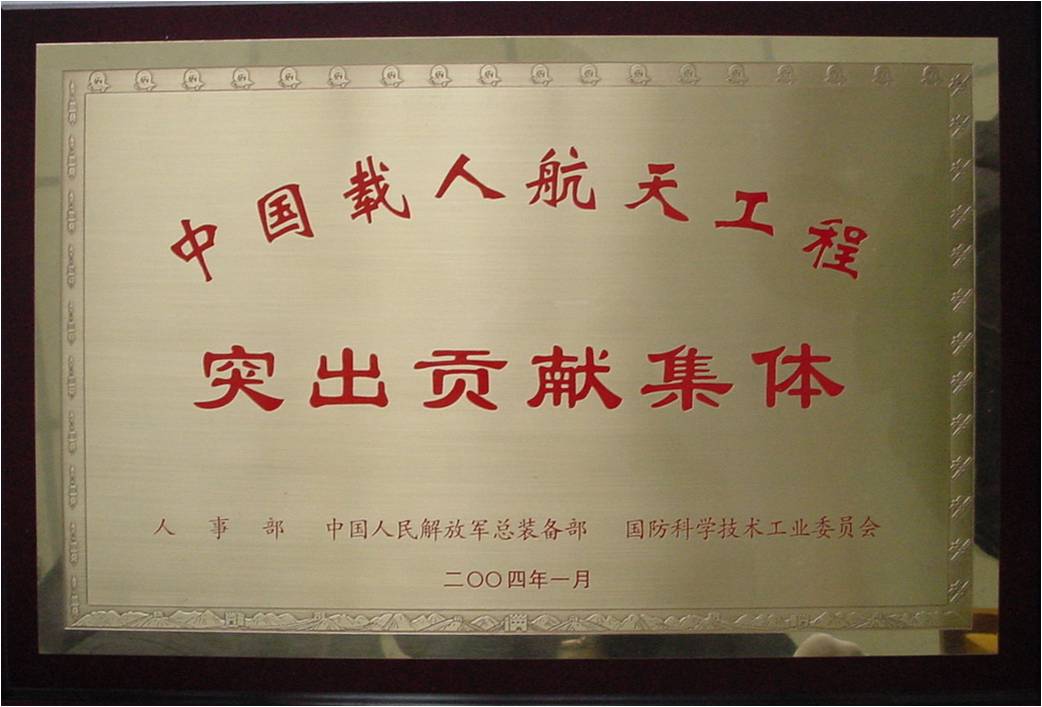 中国载人航天工程
突出贡献集体
人事部 中国人民解放军总装备部 国防科学技术工业委员会
二〇〇四年一月